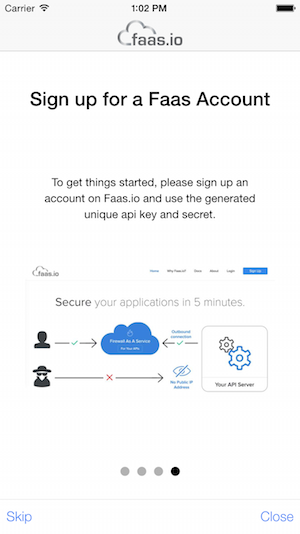 Carrier 1:02 PM
faas.io
Sign up for a Faas Account
To get things started, please sign up an
account on Faas.io and use the generated
unique api key and secret.
faas.io Home Why Faas.io? Docs About Login Sign Up
Secure your applications in 5 minutes.
Firewall As A Service
For Your APIs
Outbound
connection
No Public IP
Address
Your API Server
Skip Close